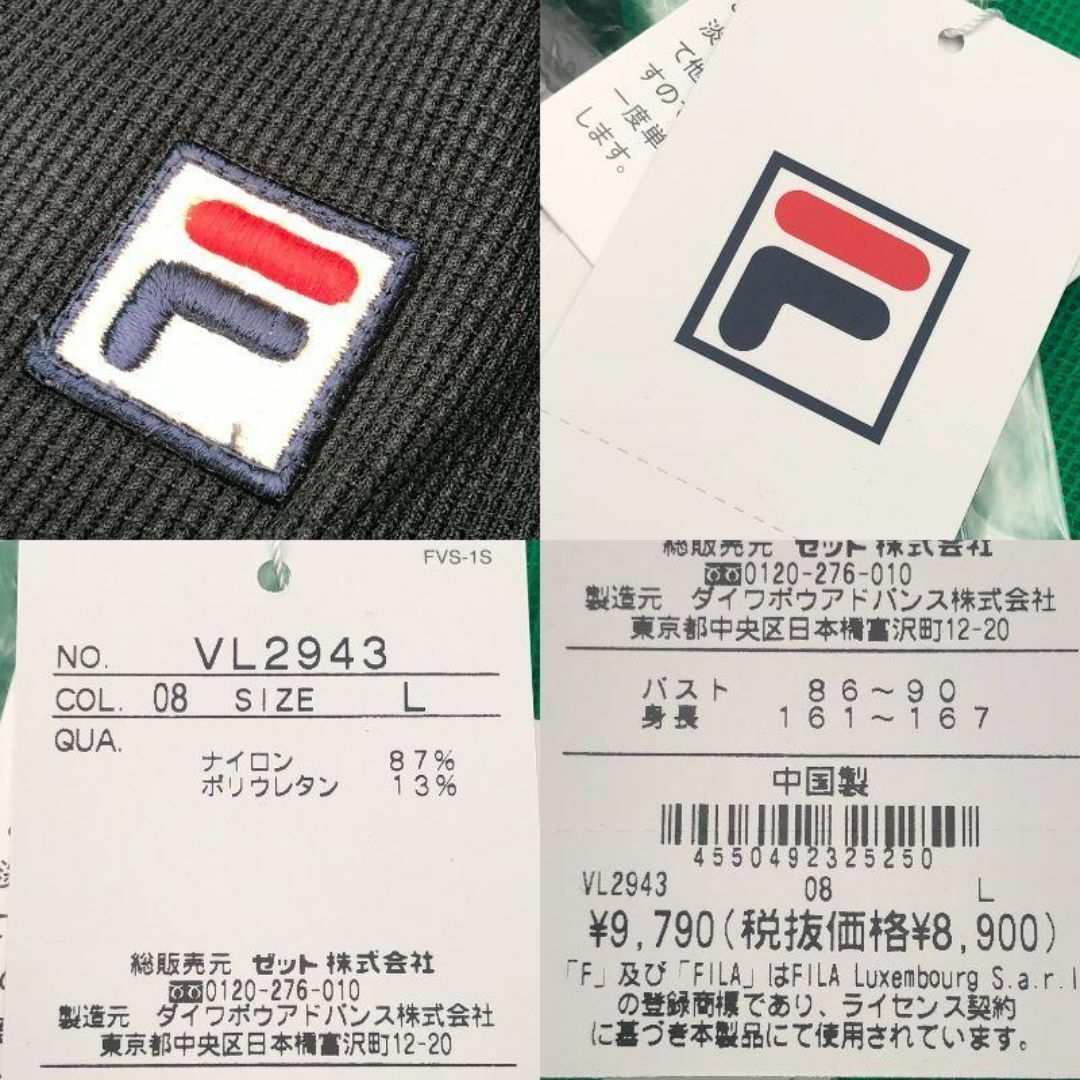 淡
て他
すの
一度単
します。
FVS-1S
NO. VL2943
COL. 08 SIZE L
QUA.
ナイロン 87%
ポリウレタン 13%
総販売元 ゼット株式会社
0120-276-010
製造元 ダイワボウアドバンス株式会社
東京都中央区日本橋富沢町12-20
総販売元 ゼット株式会社
0120-276-010
製造元 ダイワボウアドバンス株式会社
東京都中央区日本橋富沢町12-20
バスト 86~90
身長 161~167
中国製
4550492325250
VL2943 08 L
¥9,790(税抜価格¥8,900)
「F」及び「FILA」はFILA Luxembourg S.a.r.l
の登録商標であり、ライセンス契約
に基づき本製品にて使用されています。